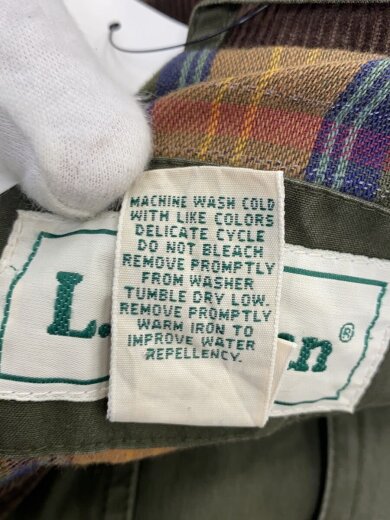 MACHINE WASH COLD
WITH LIKE COLORS
DELICATE CYCLE
DO NOT BLEACH
REMOVE PROMPTLY
FROM WASHER
TUMBLE DRY LOW.
REMOVE PROMPTLY
WARM IRON TO
IMPROVE WATER
REPELLENCY.
L. an®